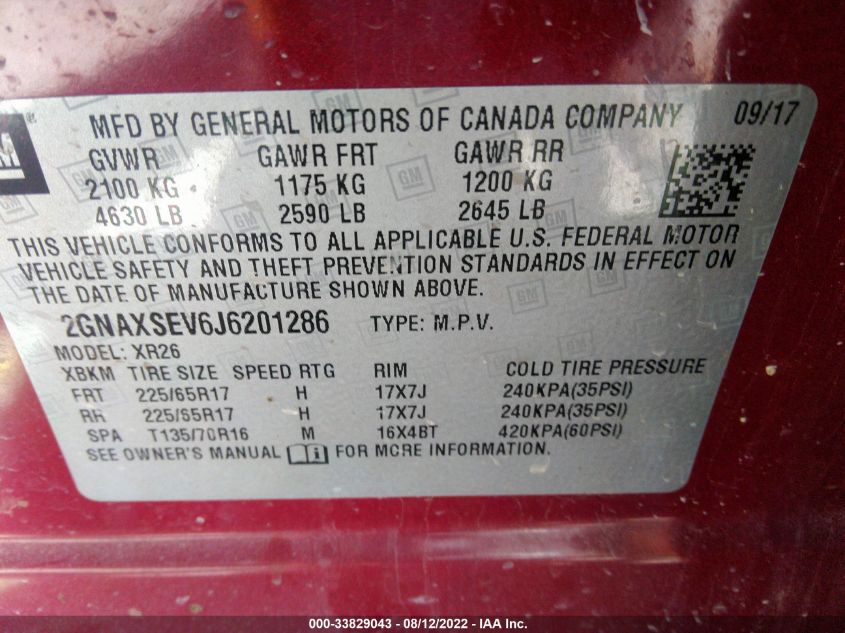 GM
MFD BY GENERAL MOTORS OF CANADA COMPANY 09/17
GVWR GAWR FRT GAWR RR
2100 KG 1175 KG 1200 KG
4630 LB 2590 LB 2645 LB
THIS VEHICLE CONFORMS TO ALL APPLICABLE U.S. FEDERAL MOTOR
VEHICLE SAFETY AND THEFT PREVENTION STANDARDS IN EFFECT ON
THE DATE OF MANUFACTURE SHOWN ABOVE.
2GNAXSEV6J6201286 TYPE: M.P.V.
MODEL: XR26
XBKM TIRE SIZE SPEED RTG RIM COLD TIRE PRESSURE
FRT 225/65R17 H 17X7J 240KPA(35PSI)
RR 225/65R17 H 17X7J 240KPA(35PSI)
SPA T135/70R16 M 16X4BT 420KPA(60PSI)
SEE OWNER'S MANUAL FOR MORE INFORMATION
000-33829043 - 08/12/2022 - IAA Inc.